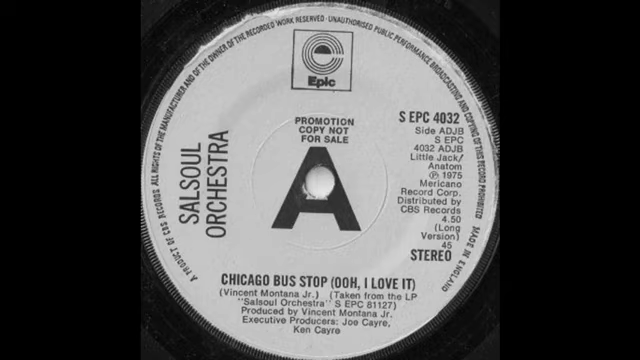 ALL RIGHTS OF THE MANUFACTURER AND OF THE OWNER OF THE RECORDED WORK RESERVED - UNAUTHORISED PUBLIC PERFORMANCE BROADCASTING AND COPYING OF THIS RECORD PROHIBITED
Epic
PROMOTION
COPY NOT
FOR SALE
A
SALSOUL
ORCHESTRA
S EPC 4032
Side ADJB
S EPC
4032 ADJB
Little Jack/
Anatom
℗ 1975
Mericano
Record Corp.
Distributed by
CBS Records
4.50
(Long
Version)
45
STEREO
CHICAGO BUS STOP (OOH, I LOVE IT)
(Vincent Montana Jr.) (Taken from the LP
"Salsoul Orchestra" S EPC 81127)
Produced by Vincent Montana Jr.
Executive Producers: Joe Cayre,
Ken Cayre
A PRODUCT OF CBS RECORDS
MADE IN ENGLAND